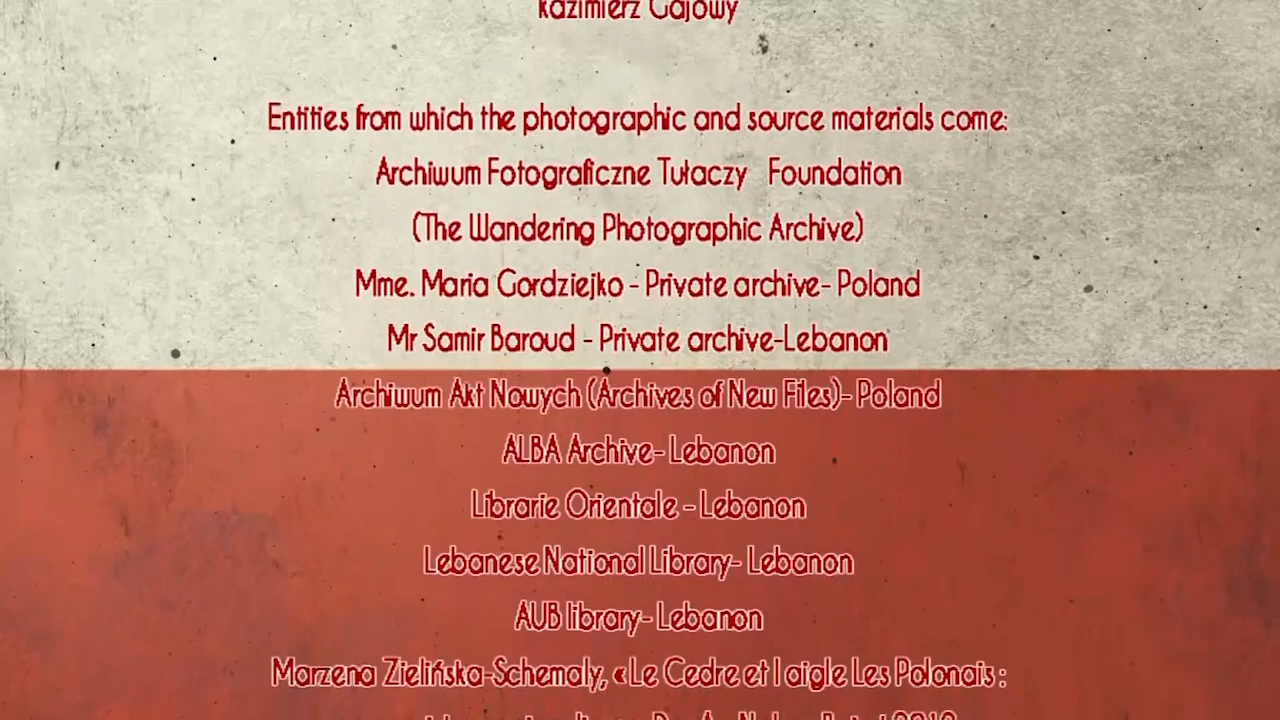 kazimierz Gajowy
Entities from which the photographic and source materials come:
Archiwum Fotograficzne Tułaczy Foundation
(The Wandering Photographic Archive)
Mme. Maria Gordziejko - Private archive- Poland
Mr Samir Baroud - Private archive-Lebanon
Archiwum Akt Nowych (Archives of New Files)- Poland
ALBA Archive- Lebanon
Librarie Orientale - Lebanon
Lebanese National Library- Lebanon
AUB library- Lebanon
Marzena Zielińska-Schemaly, « Le Cedre et l aigle Les Polonais :